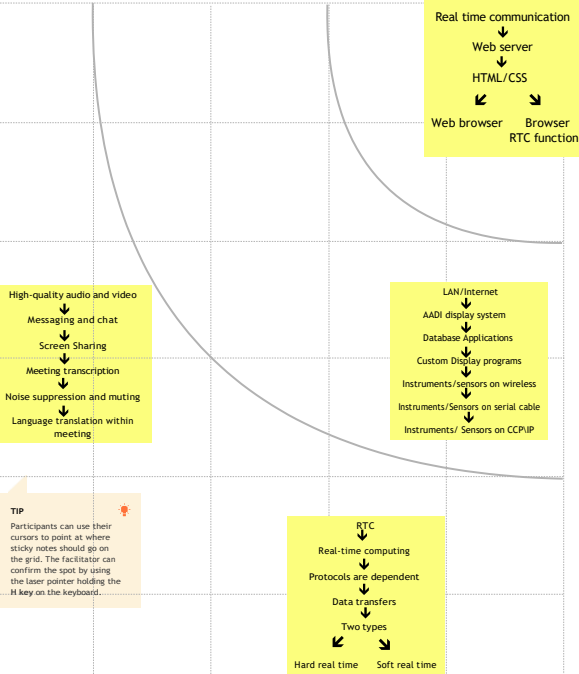 Real time communication
Web server
HTML/CSS
Web browser
Browser
RTC function
High-quality audio and video
Messaging and chat
Screen Sharing
Meeting transcription
Noise suppression and muting
Language translation within
meeting
LAN/Internet
AADI display system
Database Applications
Custom Display programs
Instruments/sensors on wireless
Instruments/Sensors on serial cable
Instruments/ Sensors on CCP\IP
TIP
Participants can use their
cursors to point at where
sticky notes should go on
the grid. The facilitator can
confirm the spot by using
the laser pointer holding the
H key on the keyboard.
RTC
Real-time computing
Protocols are dependent
Data transfers
Two types
Hard real time
Soft real time